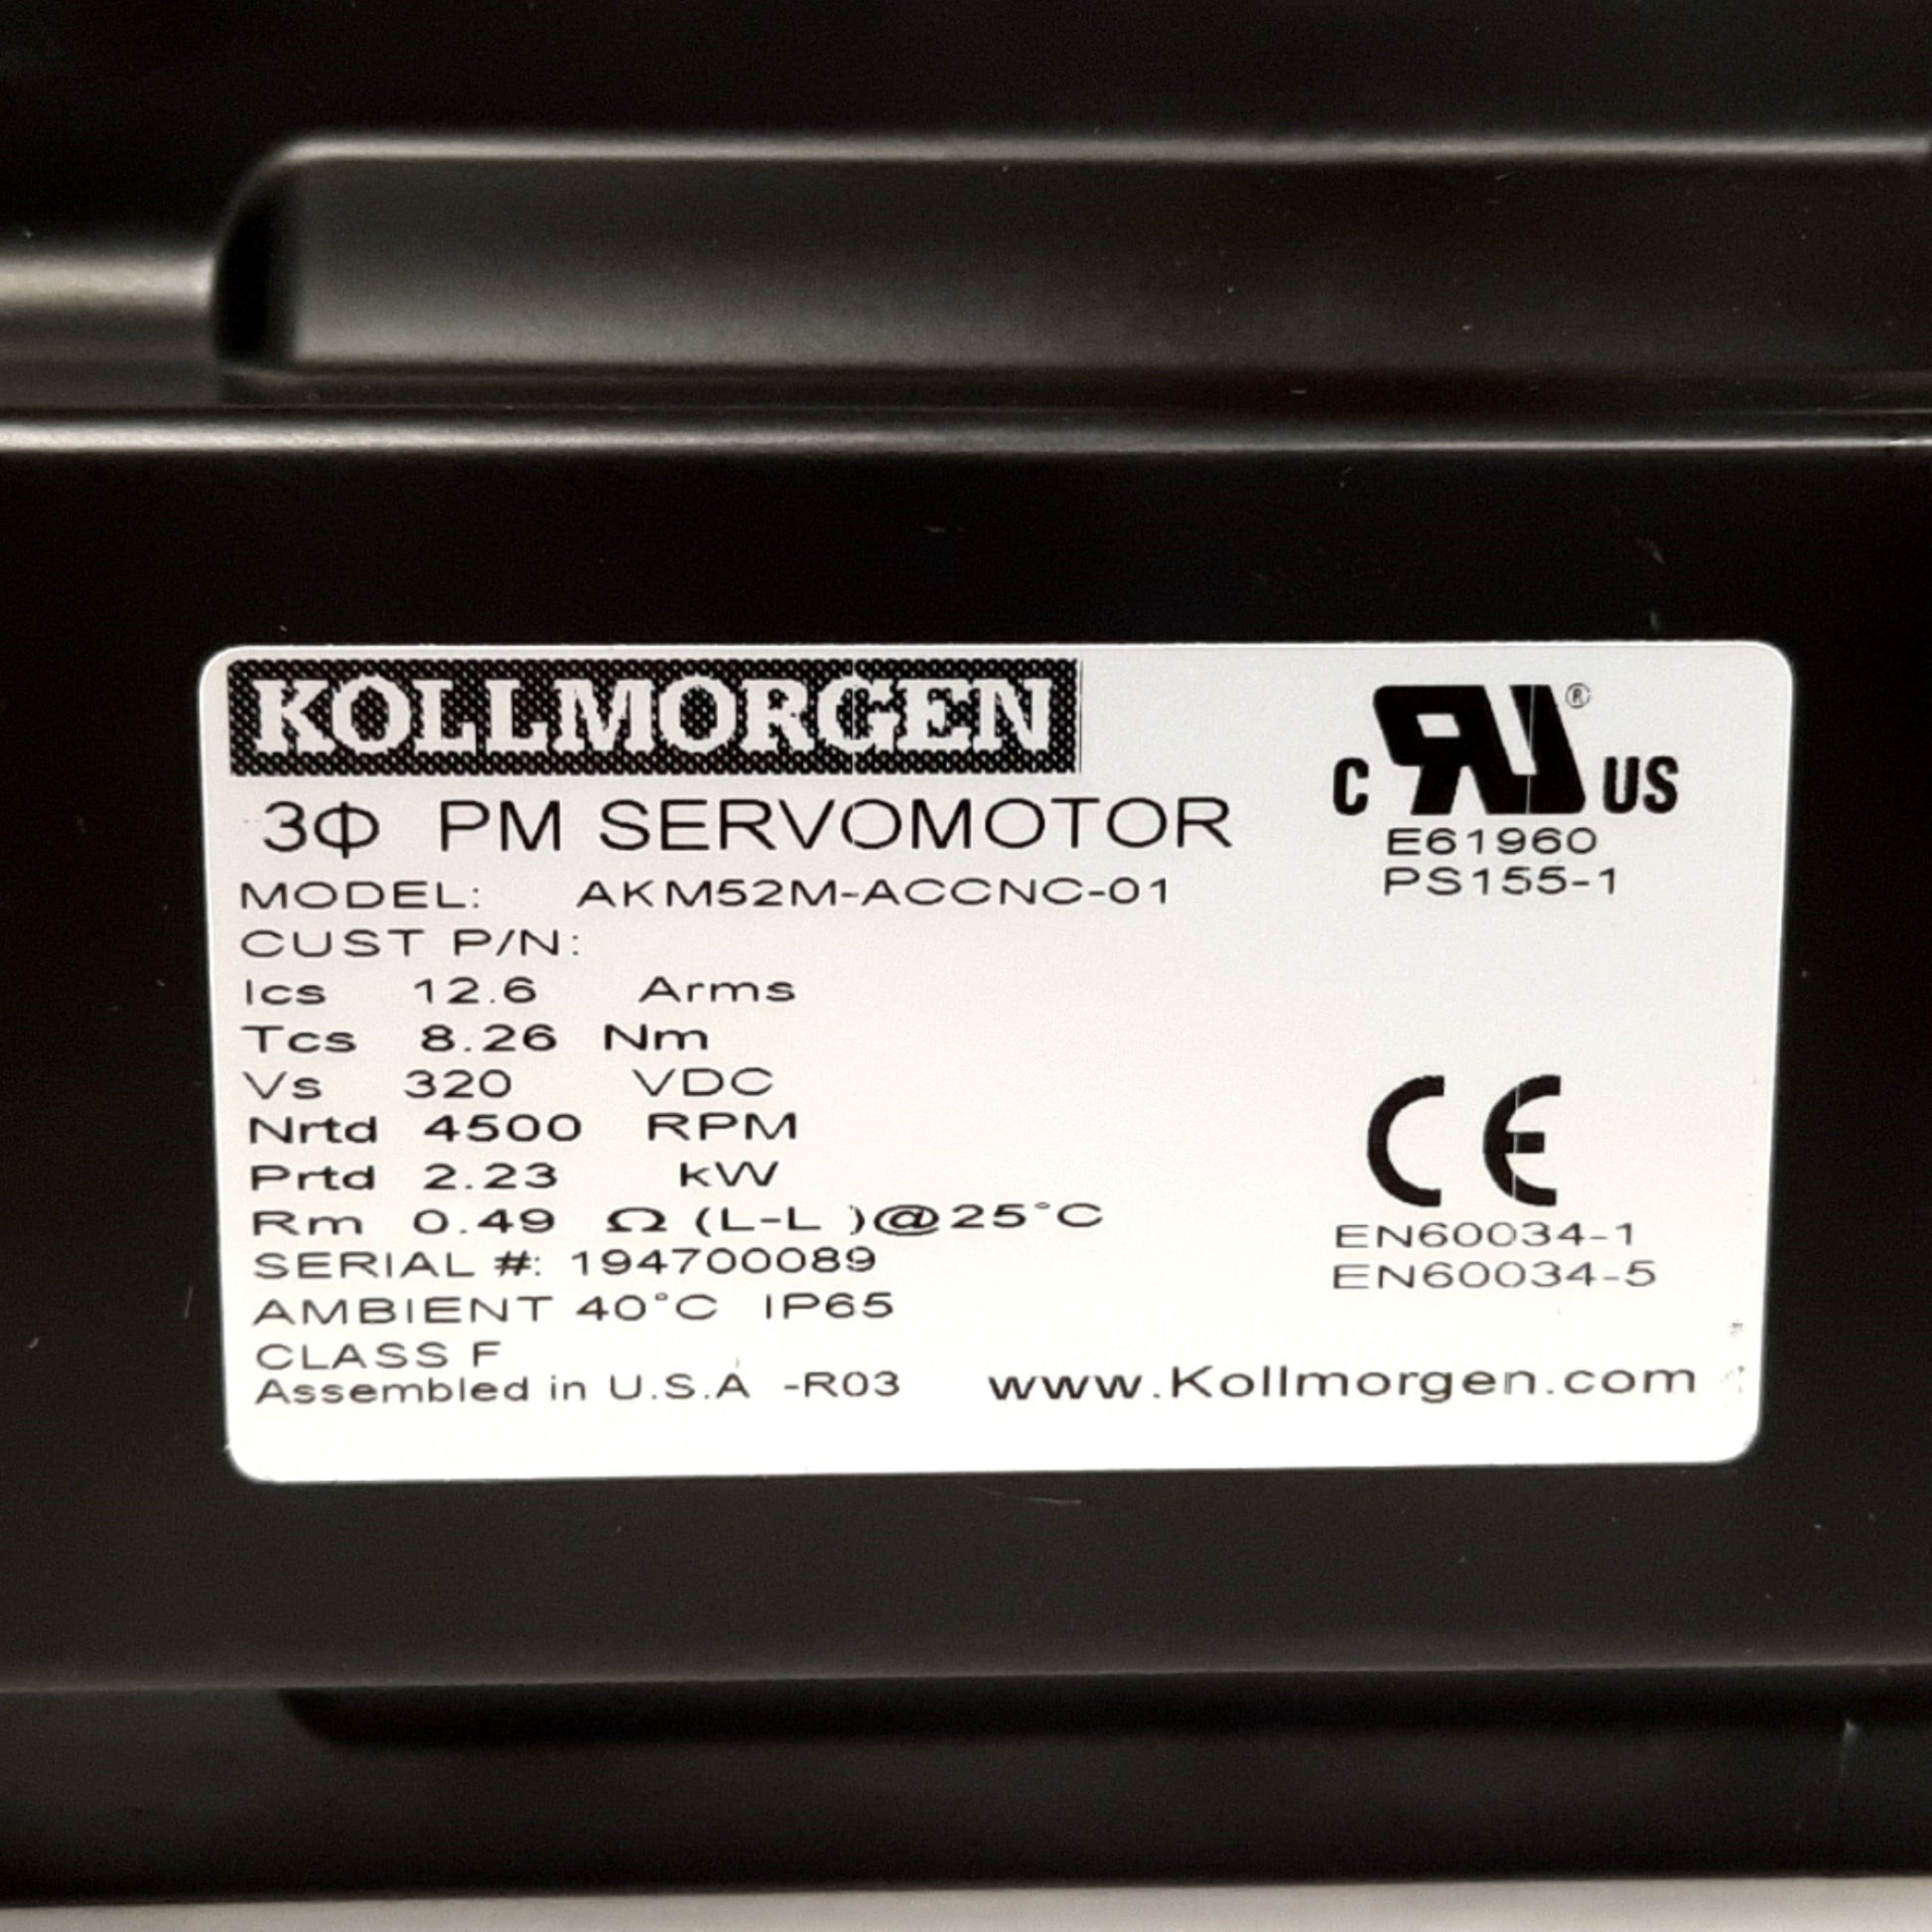 KOLLMORGEN
3Φ PM SERVOMOTOR
MODEL: AKM52M-ACCNC-01
CUST P/N:
Ics 12.6 Arms
Tcs 8.26 Nm
Vs 320 VDC
Nrtd 4500 RPM
Prtd 2.23 kW
Rm 0.49 Ω (L-L )@25°C
SERIAL #: 194700089
AMBIENT 40°C IP65
CLASS F
Assembled in U.S.A -R03
www.Kollmorgen.com
C RU® US
E61960
PS155-1
CE
EN60034-1
EN60034-5